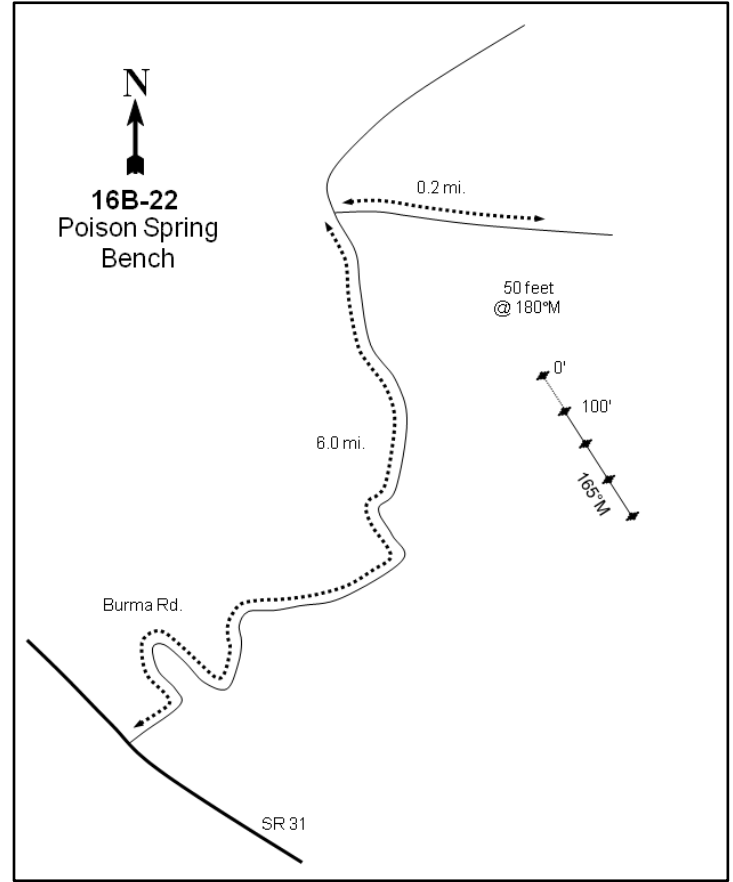 N
16B-22
Poison Spring
Bench
0.2 mi.
50 feet
@ 180°M
0'
100'
165°M
6.0 mi.
Burma Rd.
SR 31